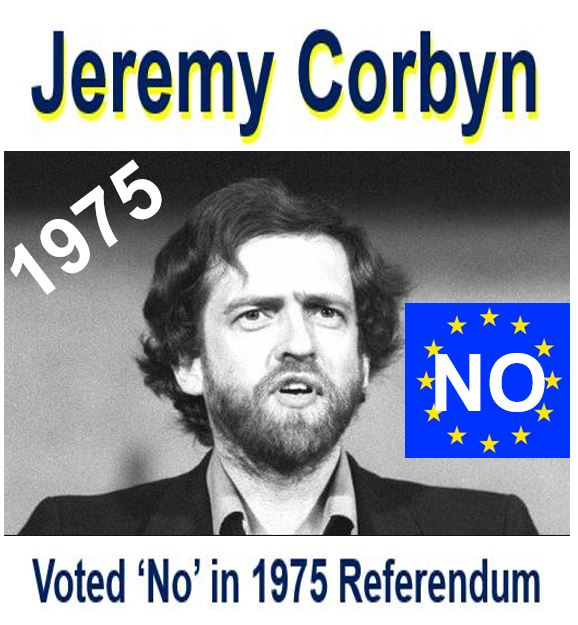 Jeremy Corbyn
1975
NO
Voted ‘No’ in 1975 Referendum